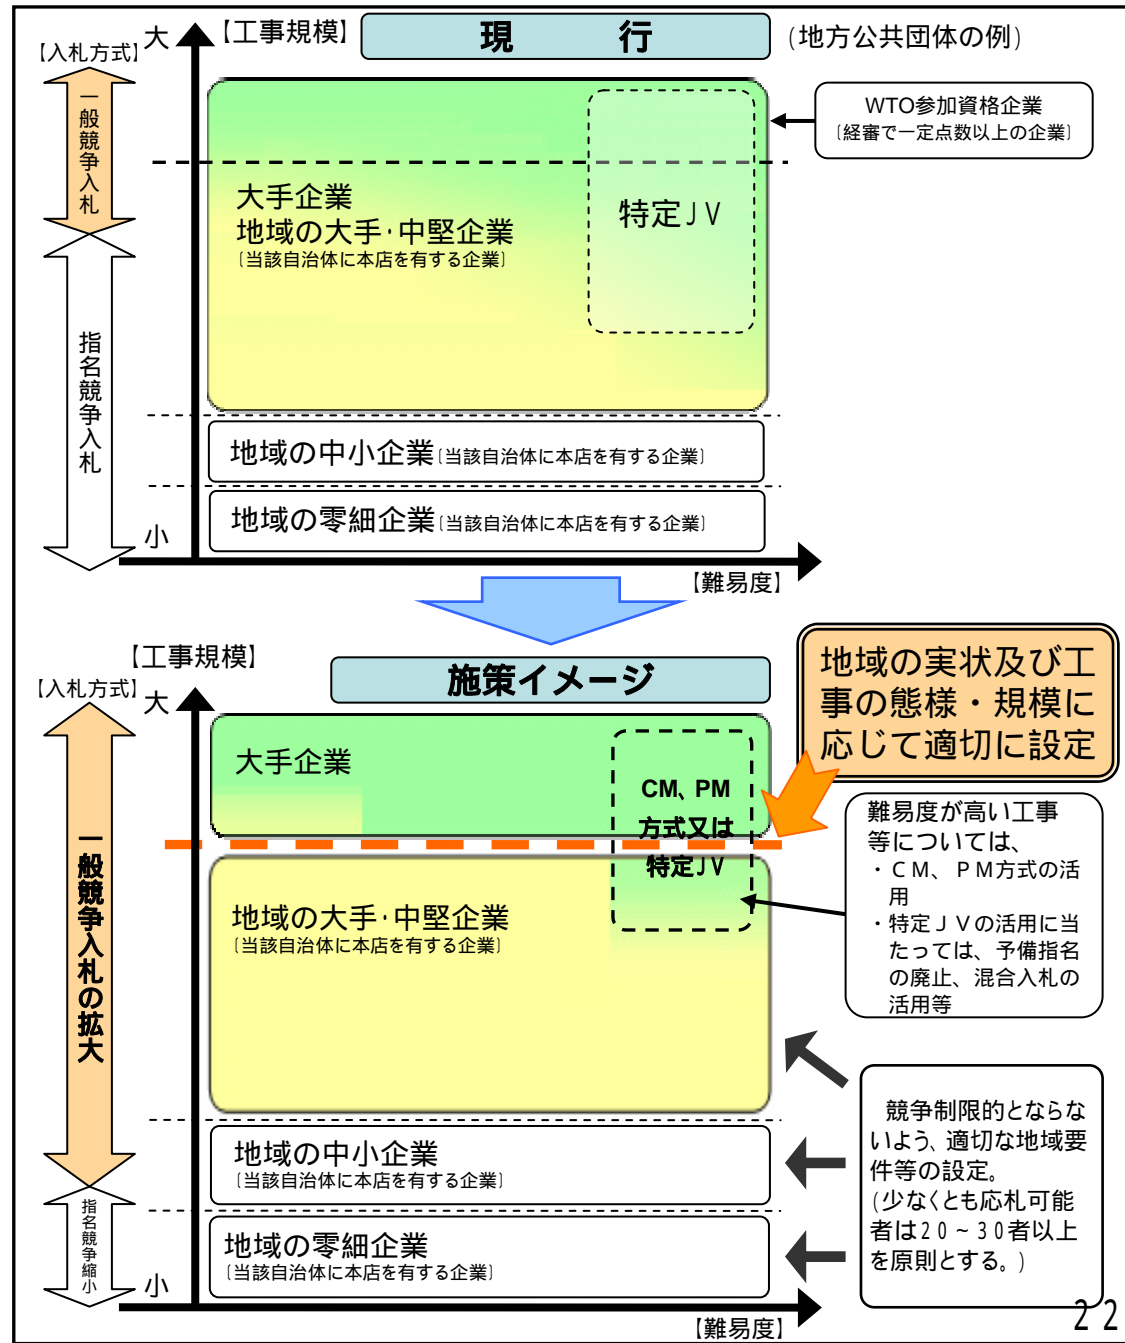 【工事規模】
現　行
(地方公共団体の例)
【入札方式】
大
一般競争入札
WTO参加資格企業
〔経審で一定点数以上の企業〕
大手企業
地域の大手・中堅企業
〔当該自治体に本店を有する企業〕
特定JV
指名競争入札
地域の中小企業〔当該自治体に本店を有する企業〕
地域の零細企業〔当該自治体に本店を有する企業〕
小
【難易度】
【工事規模】
施策イメージ
【入札方式】
大
地域の実状及び工
事の態様・規模に
応じて適切に設定
大手企業
CM、PM
方式又は
特定JV
難易度が高い工事
等については、
・CM、PM方式の活
用
・特定JVの活用に当
たっては、予備指名
の廃止、混合入札の
活用等
一般競争入札の拡大
地域の大手・中堅企業
〔当該自治体に本店を有する企業〕
競争制限的とならな
いよう、適切な地域要
件等の設定。
(少なくとも応札可能
者は20~30者以上
を原則とする。)
地域の中小企業
〔当該自治体に本店を有する企業〕
指名競争縮小
地域の零細企業
〔当該自治体に本店を有する企業〕
小
【難易度】
22